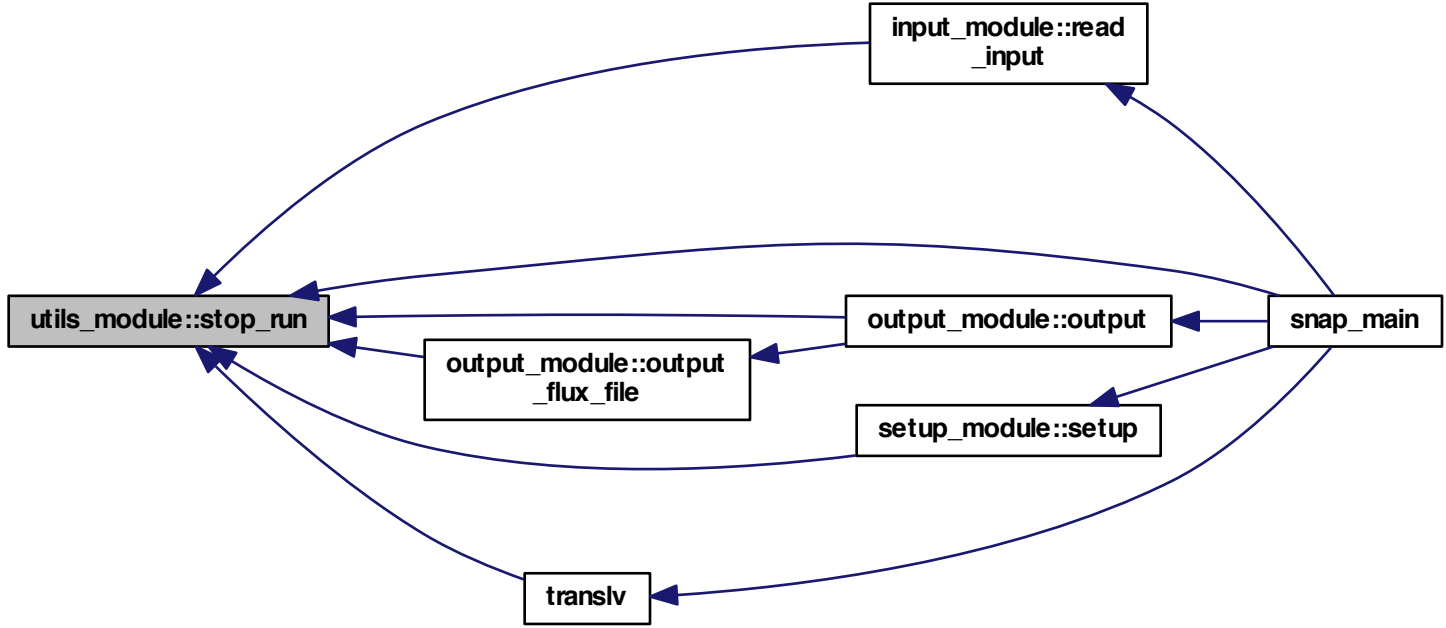 input_module::read
_input
utils_module::stop_run
output_module::output
snap_main
output_module::output
_flux_file
setup_module::setup
translv